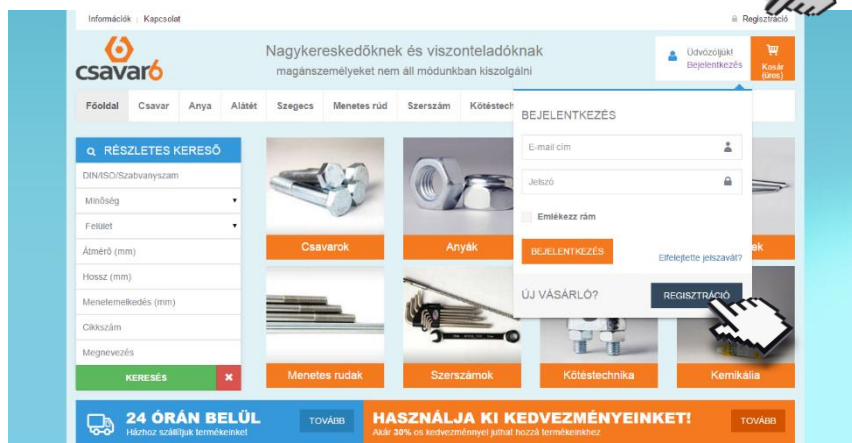 Információk Kapcsolat
Regisztráció
csavar6
Nagykereskedőknek és viszonteladóknak
magánszemélyeket nem áll módunkban kiszolgálni
Üdvözöljük!
Bejelentkezés
Kosár
(üres)
Főoldal Csavar Anya Alátét Szegecs Menetes rúd Szerszám Kötéstech
RÉSZLETES KERESŐ
DIN/ISO/Szabvanyszam
Minőség
Felület
Átmérő (mm)
Hossz (mm)
Menetemelkedés (mm)
Cikkszám
Megnevezés
KERESÉS
BEJELENTKEZÉS
E-mail cím
Jelszó
Emlékezz rám
BEJELENTKEZÉS
Elfelejtette jelszavát?
ÚJ VÁSÁRLÓ?
REGISZTRÁCIÓ
Csavarok
Anyák
ek
Menetes rudak
Szerszámok
Kötéstechnika
Kemikália
24 ÓRÁN BELÜL
Házhoz szállítjuk termékeinket
TOVÁBB
HASZNÁLJA KI KEDVEZMÉNYEINKET!
Akár 30% os kedvezménnyel juthat hozzá termékeinkhez
TOVÁBB